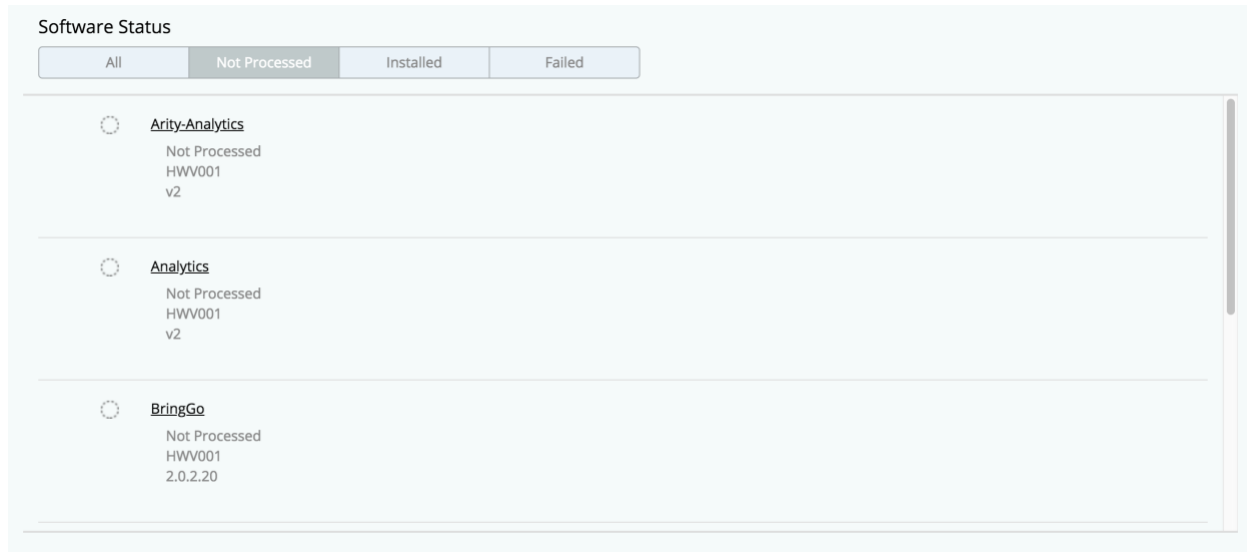 Software Status
All Not Processed Installed Failed
Arity-Analytics
Not Processed
HWV001
v2
Analytics
Not Processed
HWV001
v2
BringGo
Not Processed
HWV001
2.0.2.20